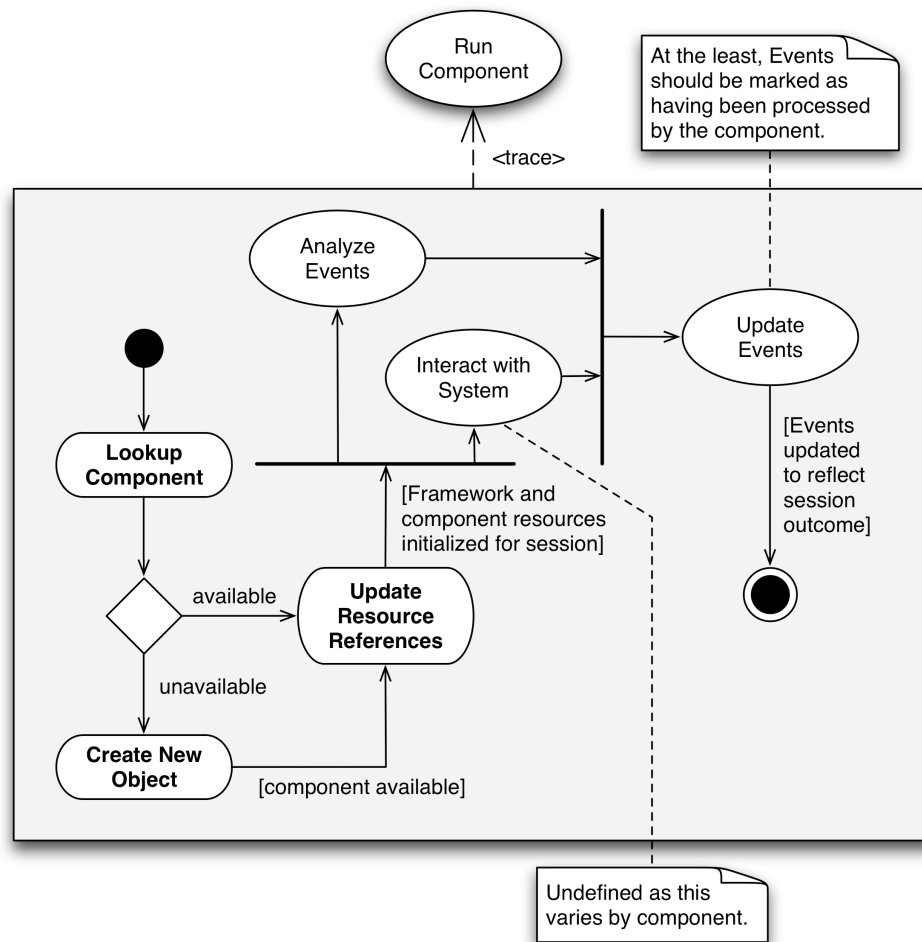 Run
Component
At the least, Events
should be marked as
having been processed
by the component.
<trace>
Analyze
Events
Interact with
System
Update
Events
Lookup
Component
[Framework and
component resources
initialized for session]
[Events
updated
to reflect
session
outcome]
available
Update
Resource
References
unavailable
Create New
Object
[component available]
Undefined as this
varies by component.